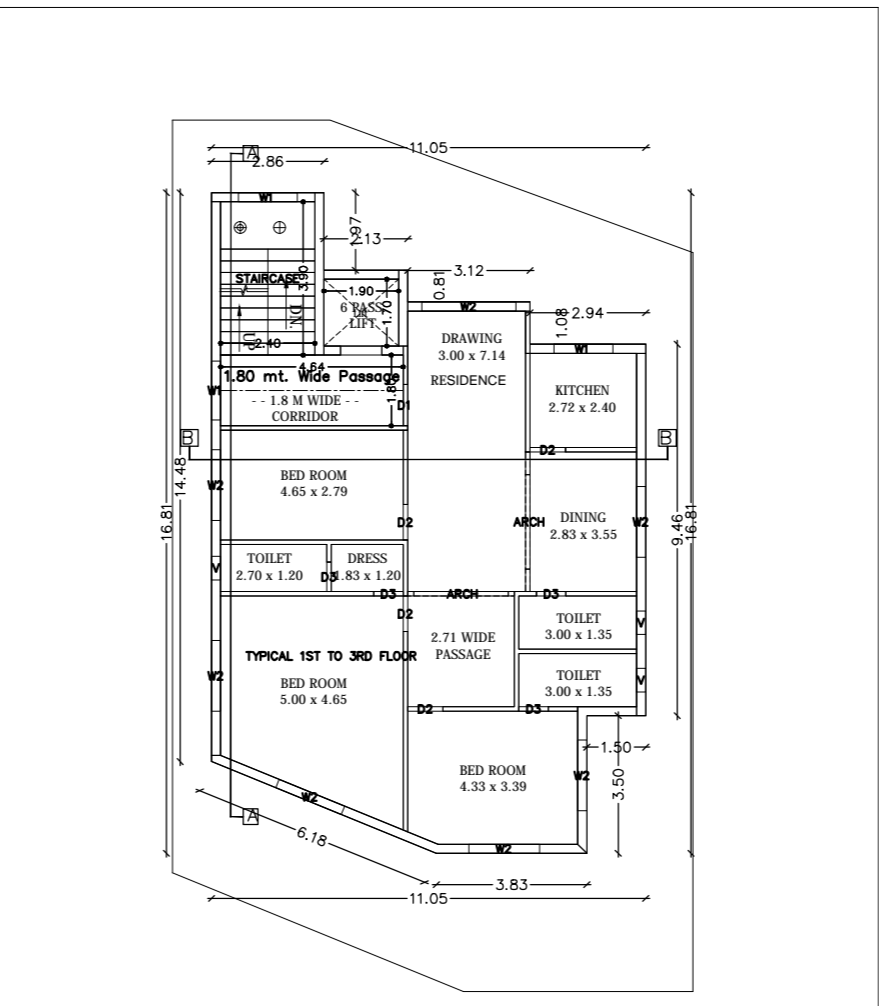 11.05
A
2.86
W1
1.97
2.13
3.12
0.81
STAIRCASE
3.90
1.90
6 PASS.
LIFT
1.70
W2
1.08
2.94
DN.
UP
2.40
DRAWING
3.00 x 7.14
RESIDENCE
W1
4.64
1.80 mt. Wide Passage
- - 1.8 M WIDE - -
CORRIDOR
W1
D1
KITCHEN
2.72 x 2.40
B
B
D2
14.48
16.81
BED ROOM
4.65 x 2.79
W2
D2
ARCH
DINING
2.83 x 3.55
W2
9.46
16.81
TOILET
2.70 x 1.20
DRESS
1.83 x 1.20
V
D3
D3
ARCH
D3
D2
TOILET
3.00 x 1.35
V
2.71 WIDE
PASSAGE
TYPICAL 1ST TO 3RD FLOOR
BED ROOM
5.00 x 4.65
W2
TOILET
3.00 x 1.35
V
D2
D3
1.50
3.50
BED ROOM
4.33 x 3.39
W2
W2
A
6.18
W2
3.83
11.05